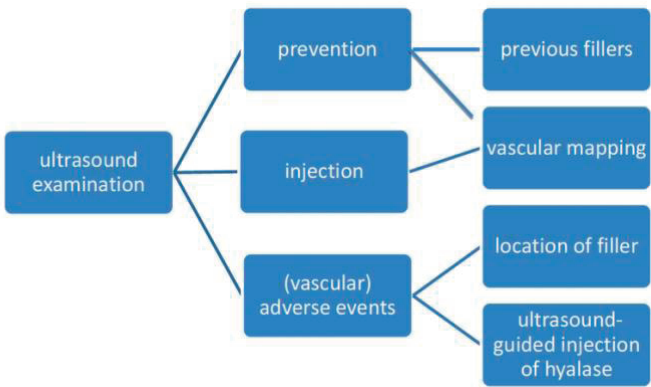 ultrasound
examination
prevention
injection
(vascular)
adverse events
previous fillers
vascular mapping
location of filler
ultrasound-
guided injection
of hyalase